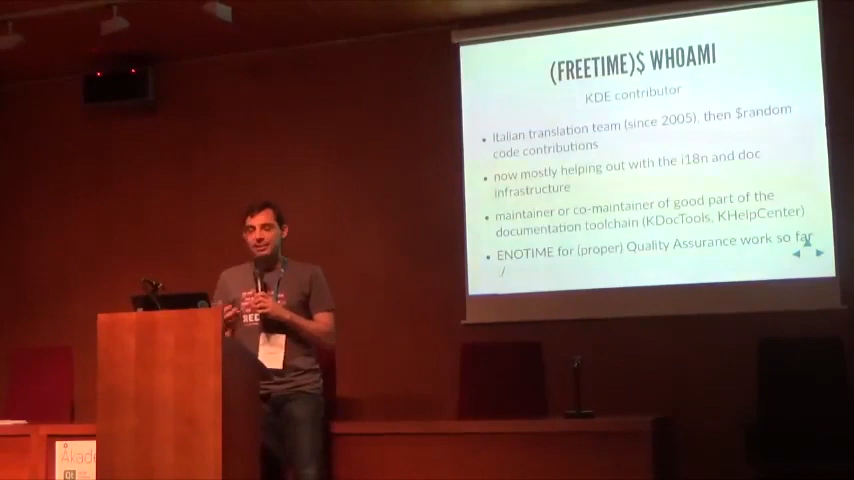 (FREETIME)$ WHOAMI
KDE contributor
Italian translation team (since 2005), then $random
code contributions
now mostly helping out with the i18n and doc
infrastructure
maintainer or co-maintainer of good part of the
documentation toolchain (KDocTools, KHelpCenter)
ENOTIME for (proper) Quality Assurance work so far
:/
RED
Akade
Qt